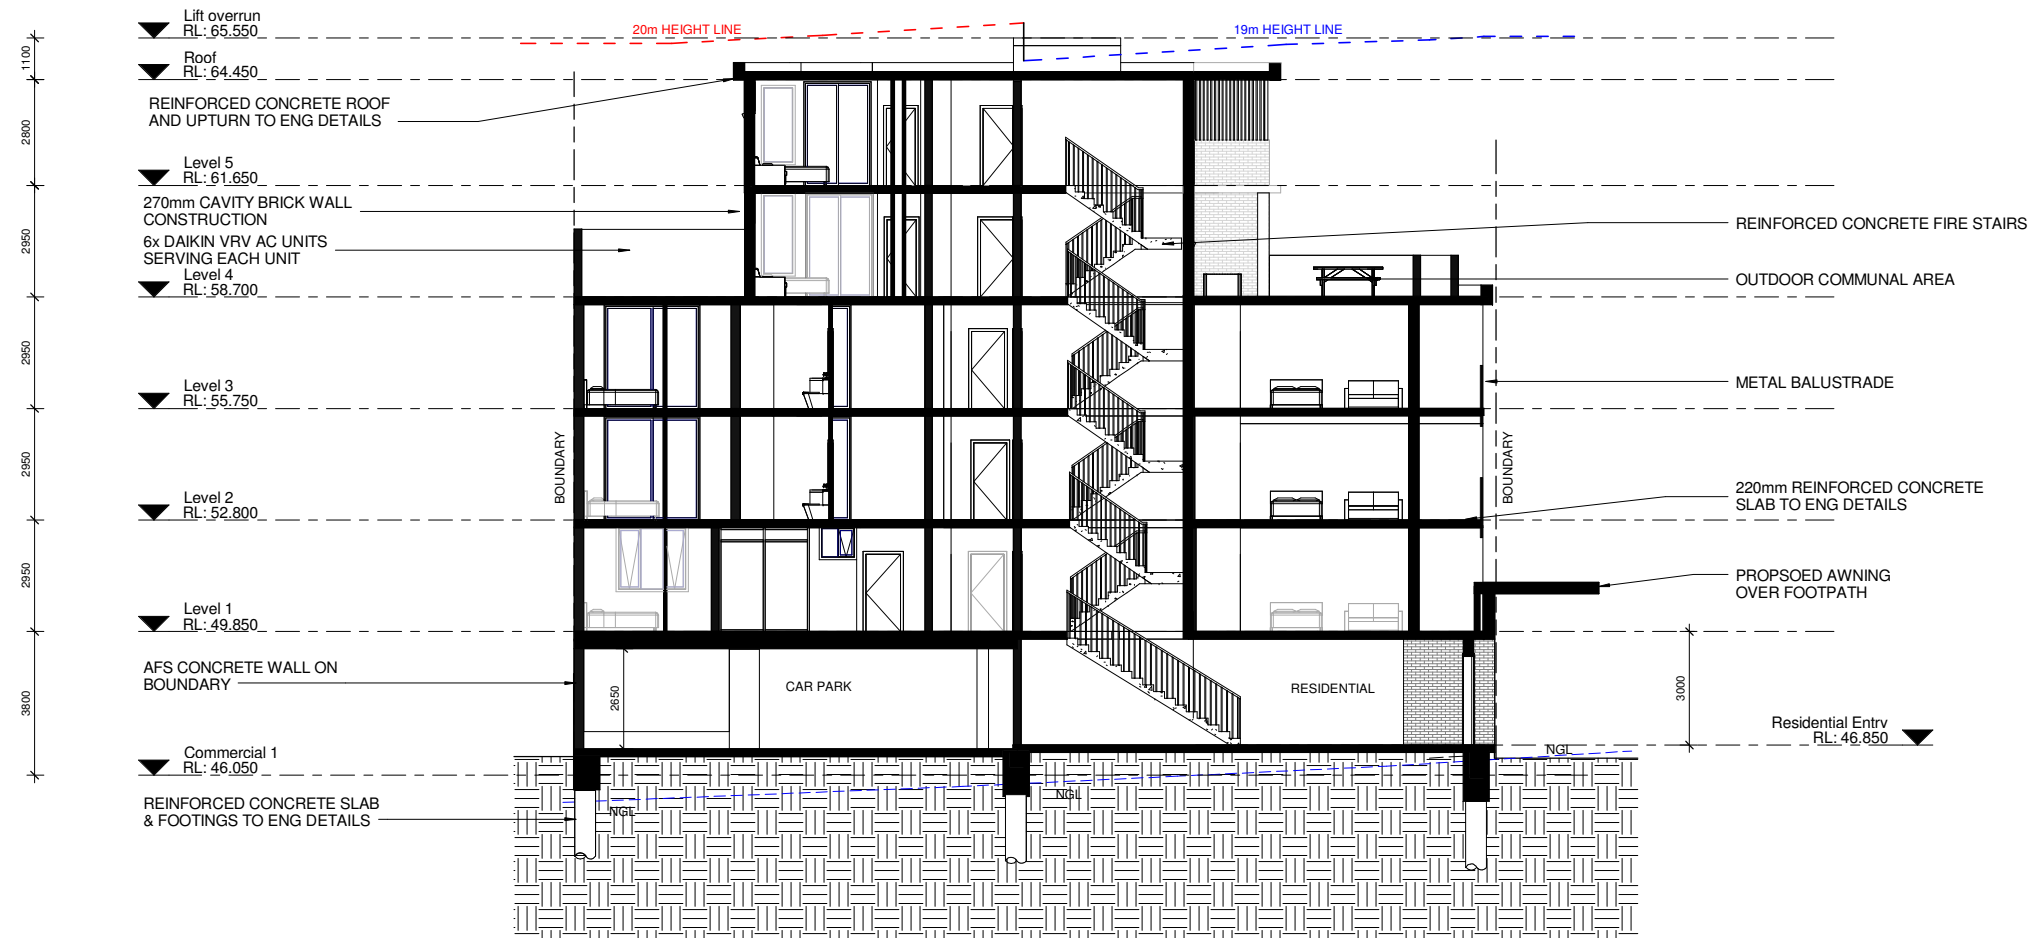 Lift overrun
RL: 65.550
Roof
RL: 64.450
REINFORCED CONCRETE ROOF
AND UPTURN TO ENG DETAILS
Level 5
RL: 61.650
270mm CAVITY BRICK WALL
CONSTRUCTION
6x DAIKIN VRV AC UNITS
SERVING EACH UNIT
Level 4
RL: 58.700
Level 3
RL: 55.750
Level 2
RL: 52.800
Level 1
RL: 49.850
AFS CONCRETE WALL ON
BOUNDARY
Commercial 1
RL: 46.050
REINFORCED CONCRETE SLAB
& FOOTINGS TO ENG DETAILS
1100
2800
2950
2950
2950
2950
3800
20m HEIGHT LINE
19m HEIGHT LINE
BOUNDARY
BOUNDARY
2650
CAR PARK
RESIDENTIAL
3000
NGL
NGL
NGL
REINFORCED CONCRETE FIRE STAIRS
OUTDOOR COMMUNAL AREA
METAL BALUSTRADE
220mm REINFORCED CONCRETE
SLAB TO ENG DETAILS
PROPSOED AWNING
OVER FOOTPATH
Residential Entry
RL: 46.850